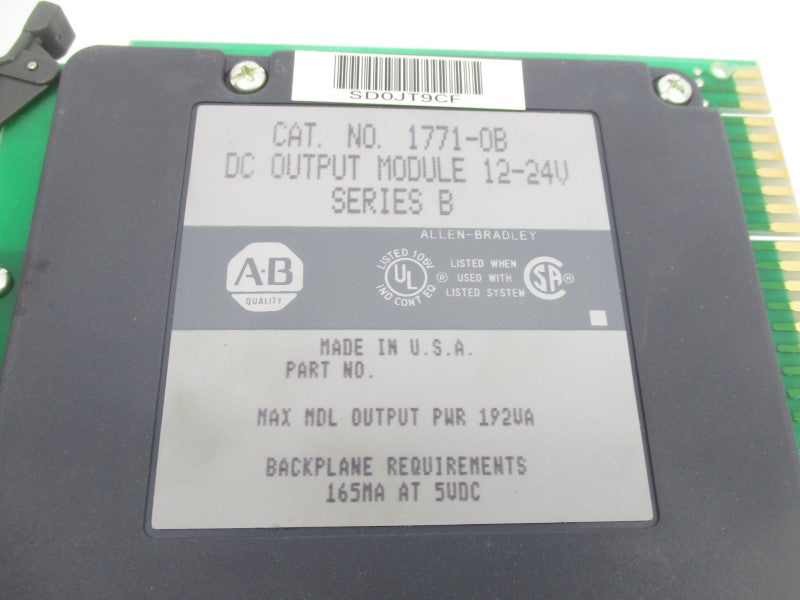 SD0JT9CF
CAT. NO. 1771-OB
DC OUTPUT MODULE 12-24V
SERIES B
ALLEN-BRADLEY
A-B
QUALITY
LISTED 106V
UL
IND CONT EQ
®
LISTED WHEN
USED WITH
LISTED SYSTEM
SA
®
MADE IN U.S.A.
PART NO.
MAX MDL OUTPUT PWR 192VA
BACKPLANE REQUIREMENTS
165MA AT 5VDC